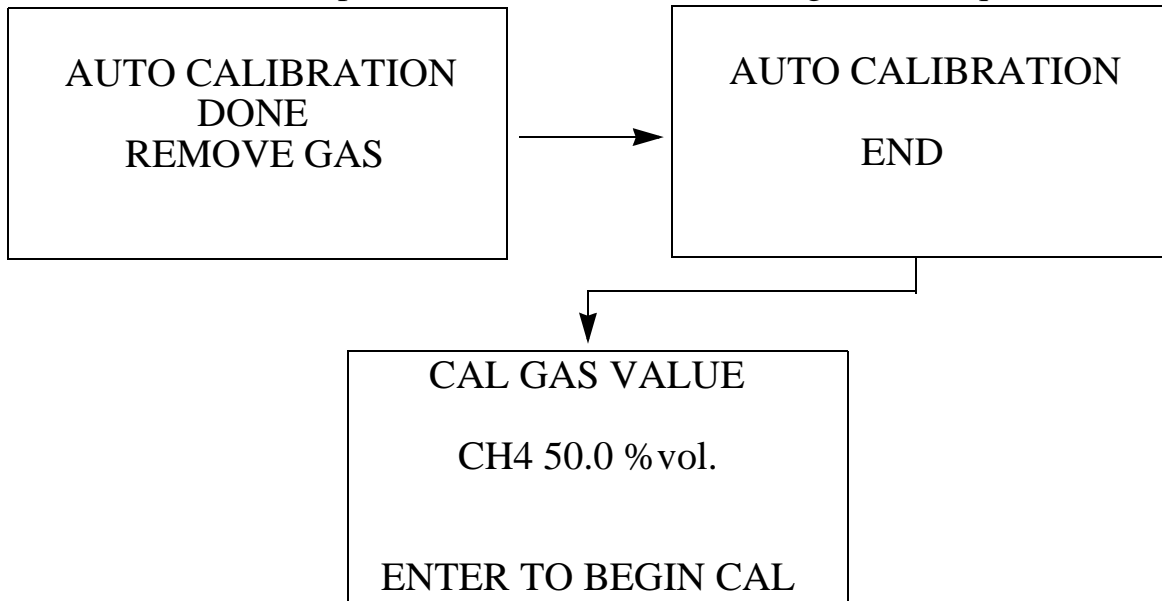 AUTO CALIBRATION
DONE
REMOVE GAS
AUTO CALIBRATION
END
CAL GAS VALUE
CH4 50.0 %vol.
ENTER TO BEGIN CAL